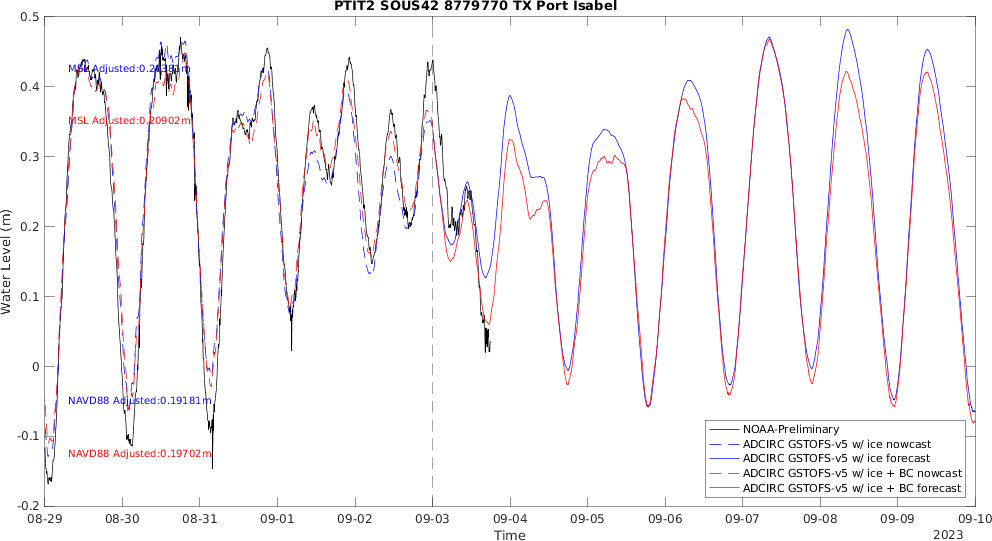 PTIT2 SOUS42 8779770 TX Port Isabel
0.5
0.4
0.3
0.2
0.1
0
-0.1
-0.2
Water Level (m)
MSL Adjusted:0.20902m
NAVD88 Adjusted:0.19181m
NAVD88 Adjusted:0.19702m
NOAA-Preliminary
ADCIRC GSTOFS-v5 w/ ice nowcast
ADCIRC GSTOFS-v5 w/ ice forecast
ADCIRC GSTOFS-v5 w/ ice + BC nowcast
ADCIRC GSTOFS-v5 w/ ice + BC forecast
08-29 08-30 08-31 09-01 09-02 09-03 09-04 09-05 09-06 09-07 09-08 09-09 09-10
Time
2023